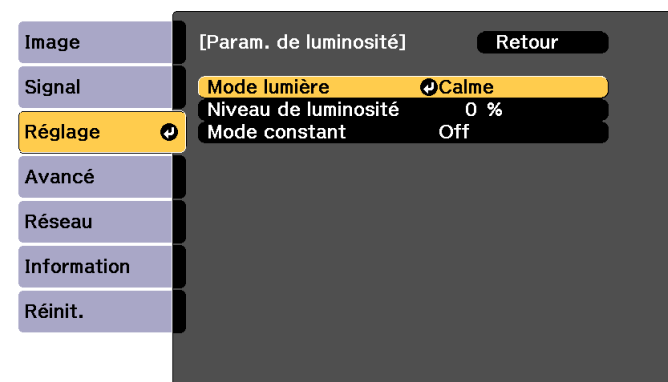 Image
Signal
Réglage
Avancé
Réseau
Information
Réinit.
[Param. de luminosité] Retour
Mode lumière Calme
Niveau de luminosité 0 %
Mode constant Off